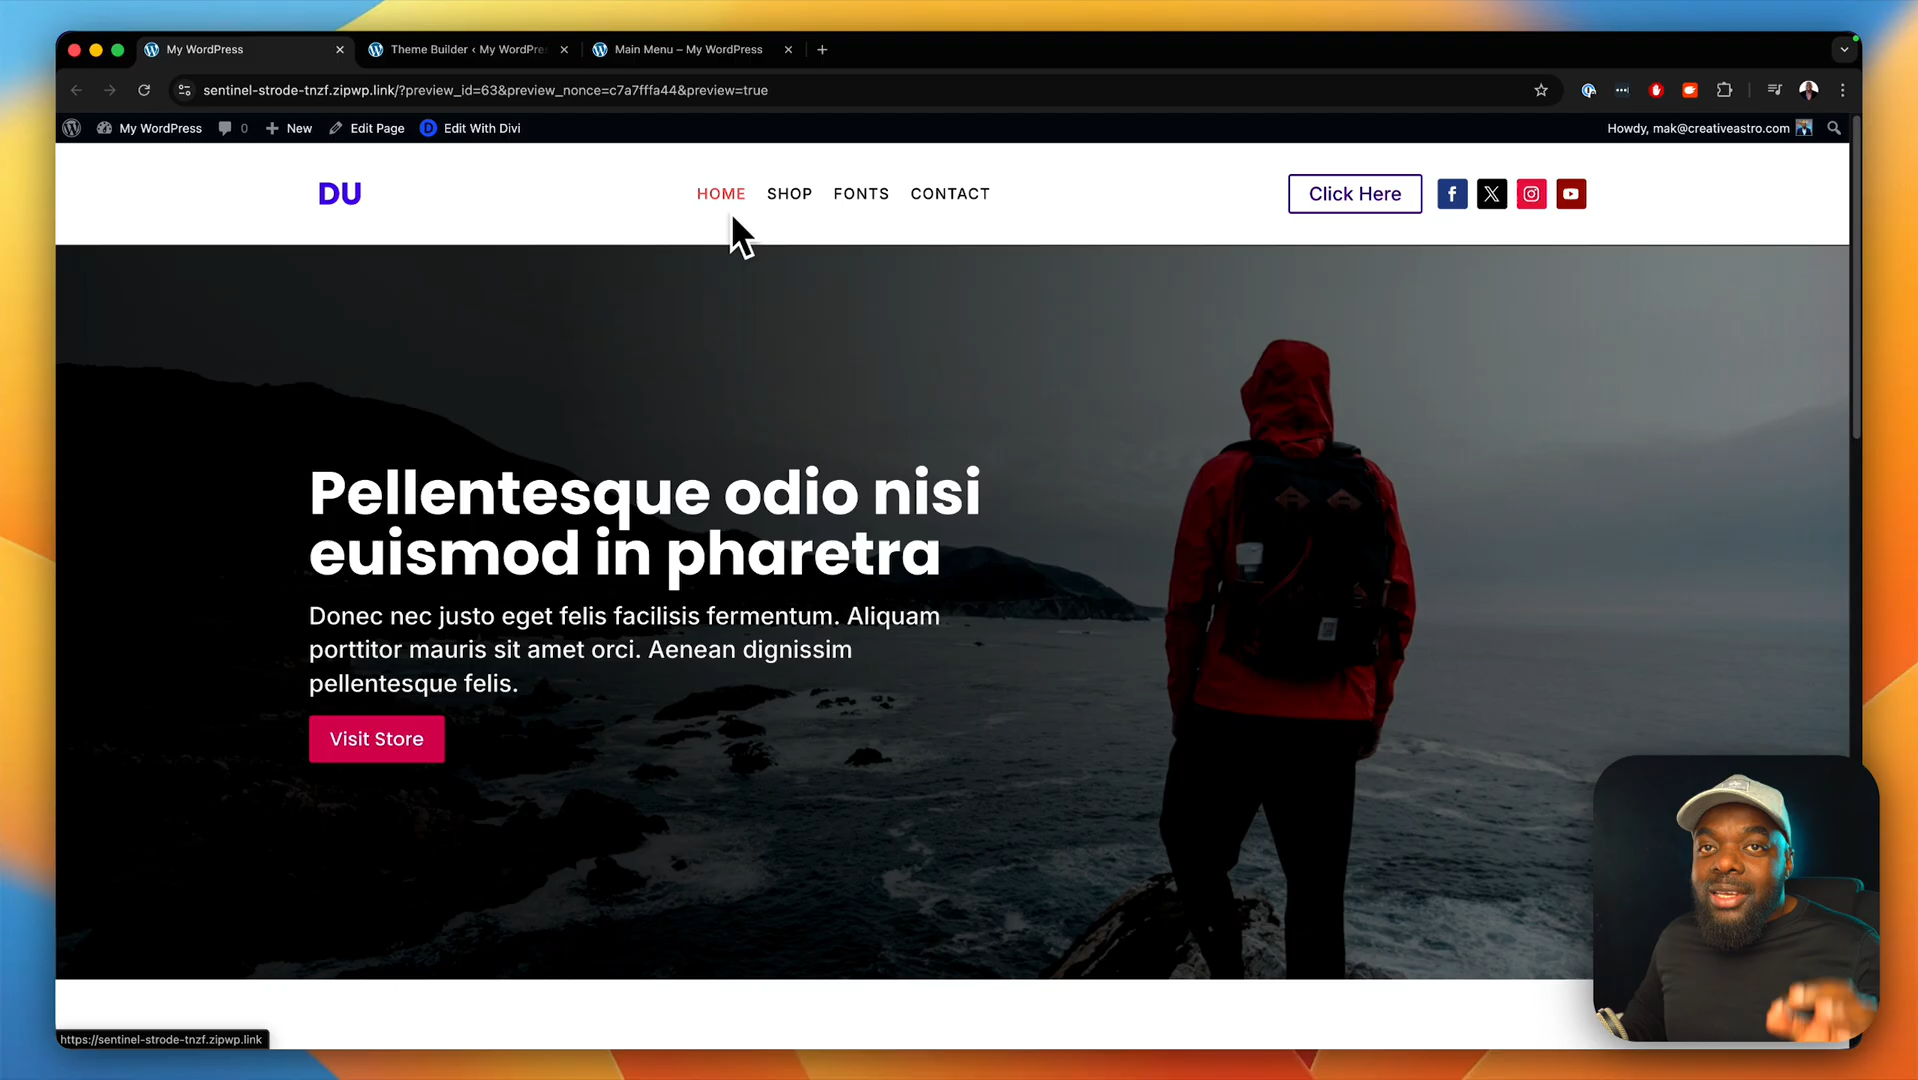 My WordPress
Theme Builder ‹ My WordPre
Main Menu – My WordPress
sentinel-strode-tnzf.zipwp.link/?preview_id=63&preview_nonce=c7a7fffa44&preview=true
My WordPress 0 New Edit Page D Edit With Divi
Howdy, mak@creativeastro.com
DU
HOME SHOP FONTS CONTACT
Click Here
Pellentesque odio nisi
euismod in pharetra
Donec nec justo eget felis facilisis fermentum. Aliquam
porttitor mauris sit amet orci. Aenean dignissim
pellentesque felis.
Visit Store
https://sentinel-strode-tnzf.zipwp.link